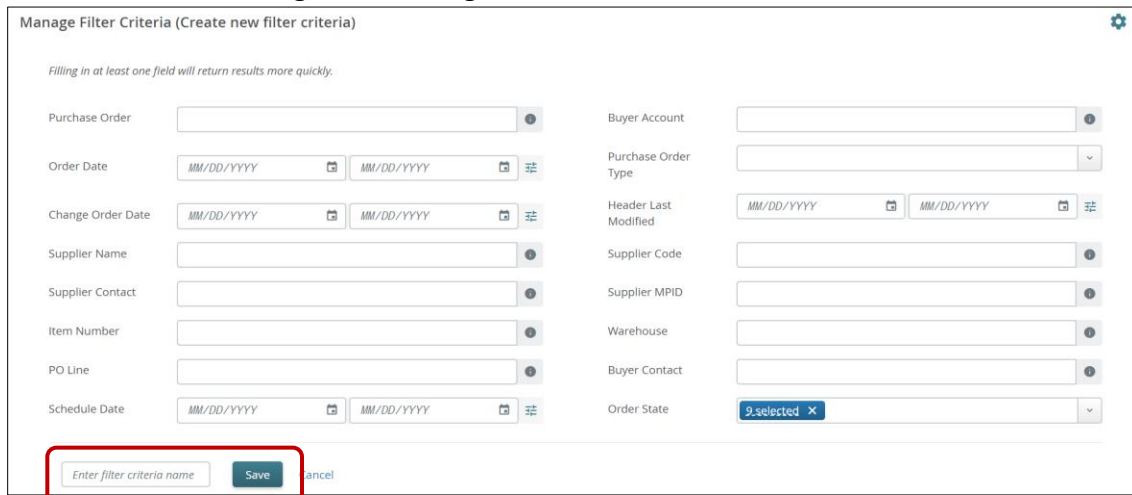 Manage Filter Criteria (Create new filter criteria)
Filling in at least one field will return results more quickly.
Purchase Order
Buyer Account
Order Date MM/DD/YYYY MM/DD/YYYY
Purchase Order Type
Change Order Date MM/DD/YYYY MM/DD/YYYY
Header Last Modified MM/DD/YYYY MM/DD/YYYY
Supplier Name
Supplier Code
Supplier Contact
Supplier MPID
Item Number
Warehouse
PO Line
Buyer Contact
Schedule Date MM/DD/YYYY MM/DD/YYYY
Order State 9 selected
Enter filter criteria name Save Cancel